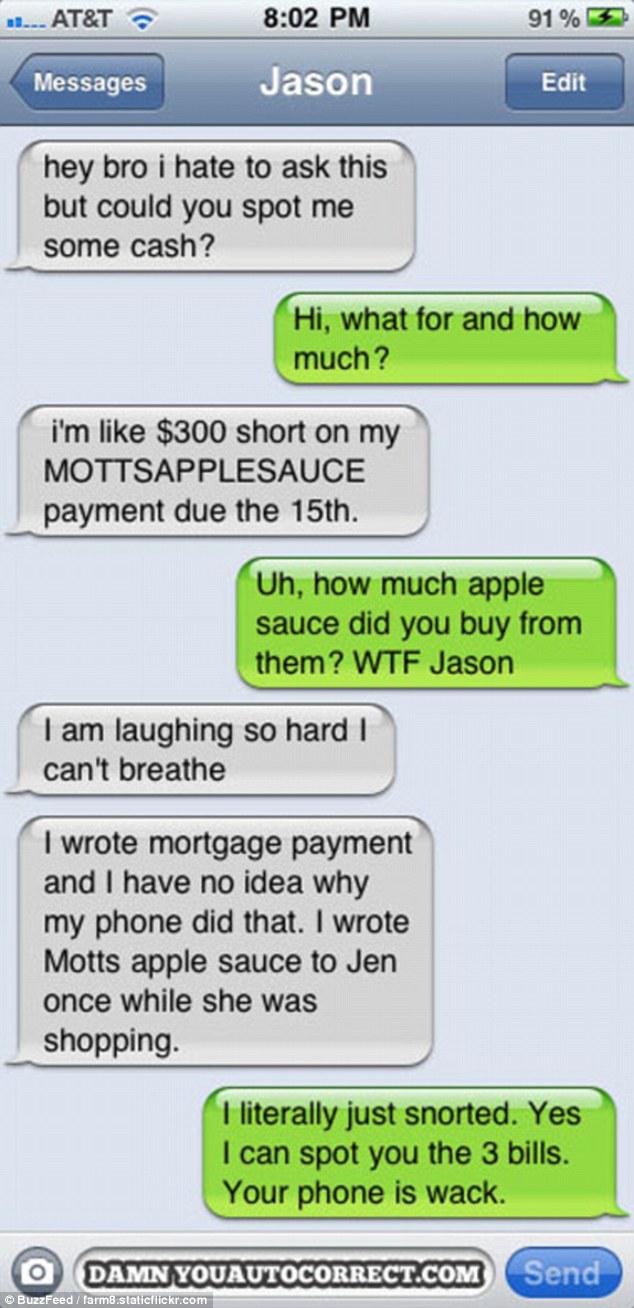 AT&T 8:02 PM 91 %
Messages Jason Edit
hey bro i hate to ask this
but could you spot me
some cash?
Hi, what for and how
much?
i'm like $300 short on my
MOTTSAPPLESAUCE
payment due the 15th.
Uh, how much apple
sauce did you buy from
them? WTF Jason
I am laughing so hard I
can't breathe
I wrote mortgage payment
and I have no idea why
my phone did that. I wrote
Motts apple sauce to Jen
once while she was
shopping.
I literally just snorted. Yes
I can spot you the 3 bills.
Your phone is wack.
DAMNYOUAUTOCORRECT.COM Send
© BuzzFeed / farm8.staticflickr.com